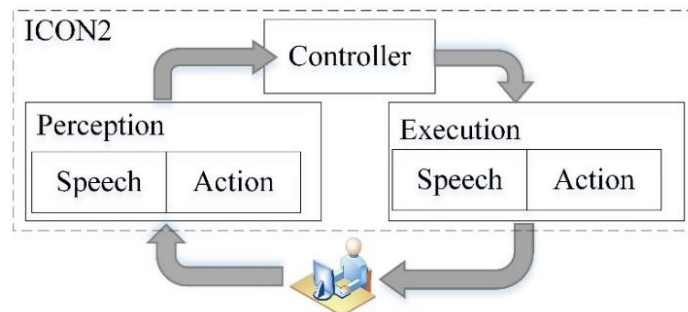 ICON2
Controller
Perception
Speech Action
Execution
Speech Action